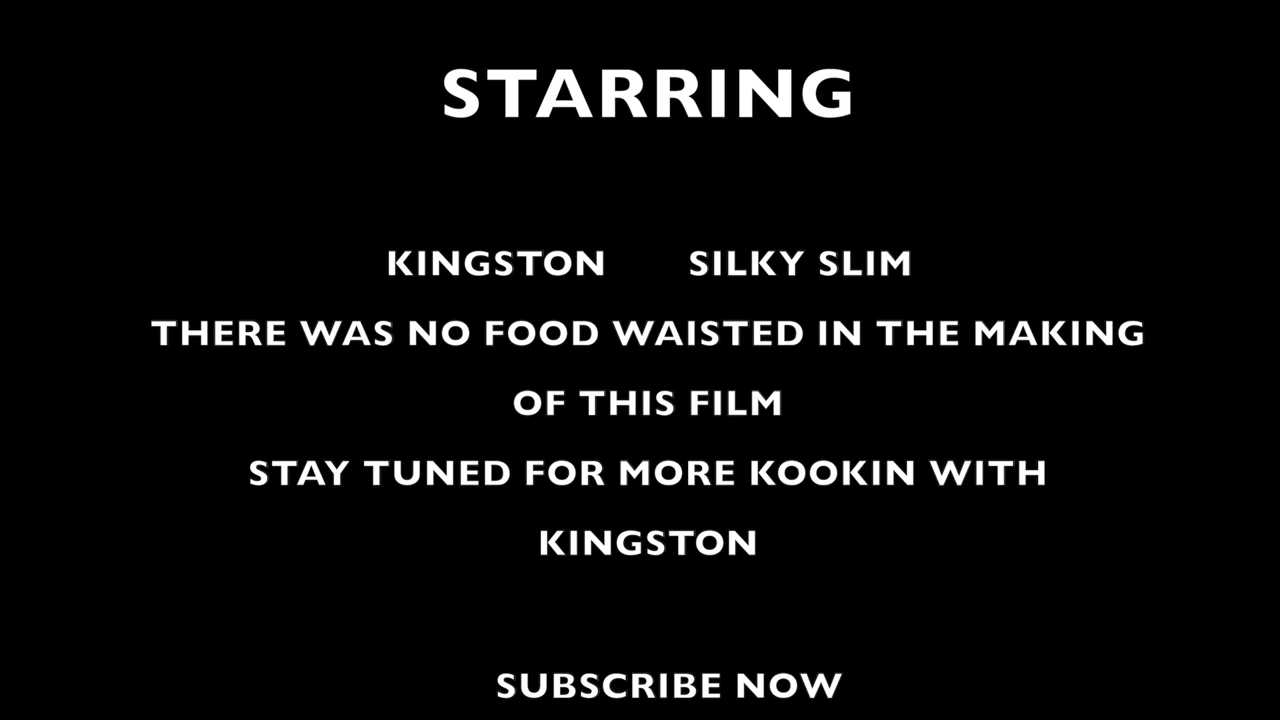 STARRING
KINGSTON SILKY SLIM
THERE WAS NO FOOD WAISTED IN THE MAKING
OF THIS FILM
STAY TUNED FOR MORE KOOKIN WITH
KINGSTON
SUBSCRIBE NOW